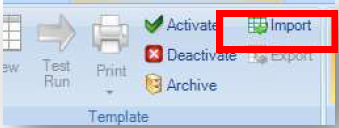 Activate Import
ew Test Run Print Deactivate Export
Archive
Template